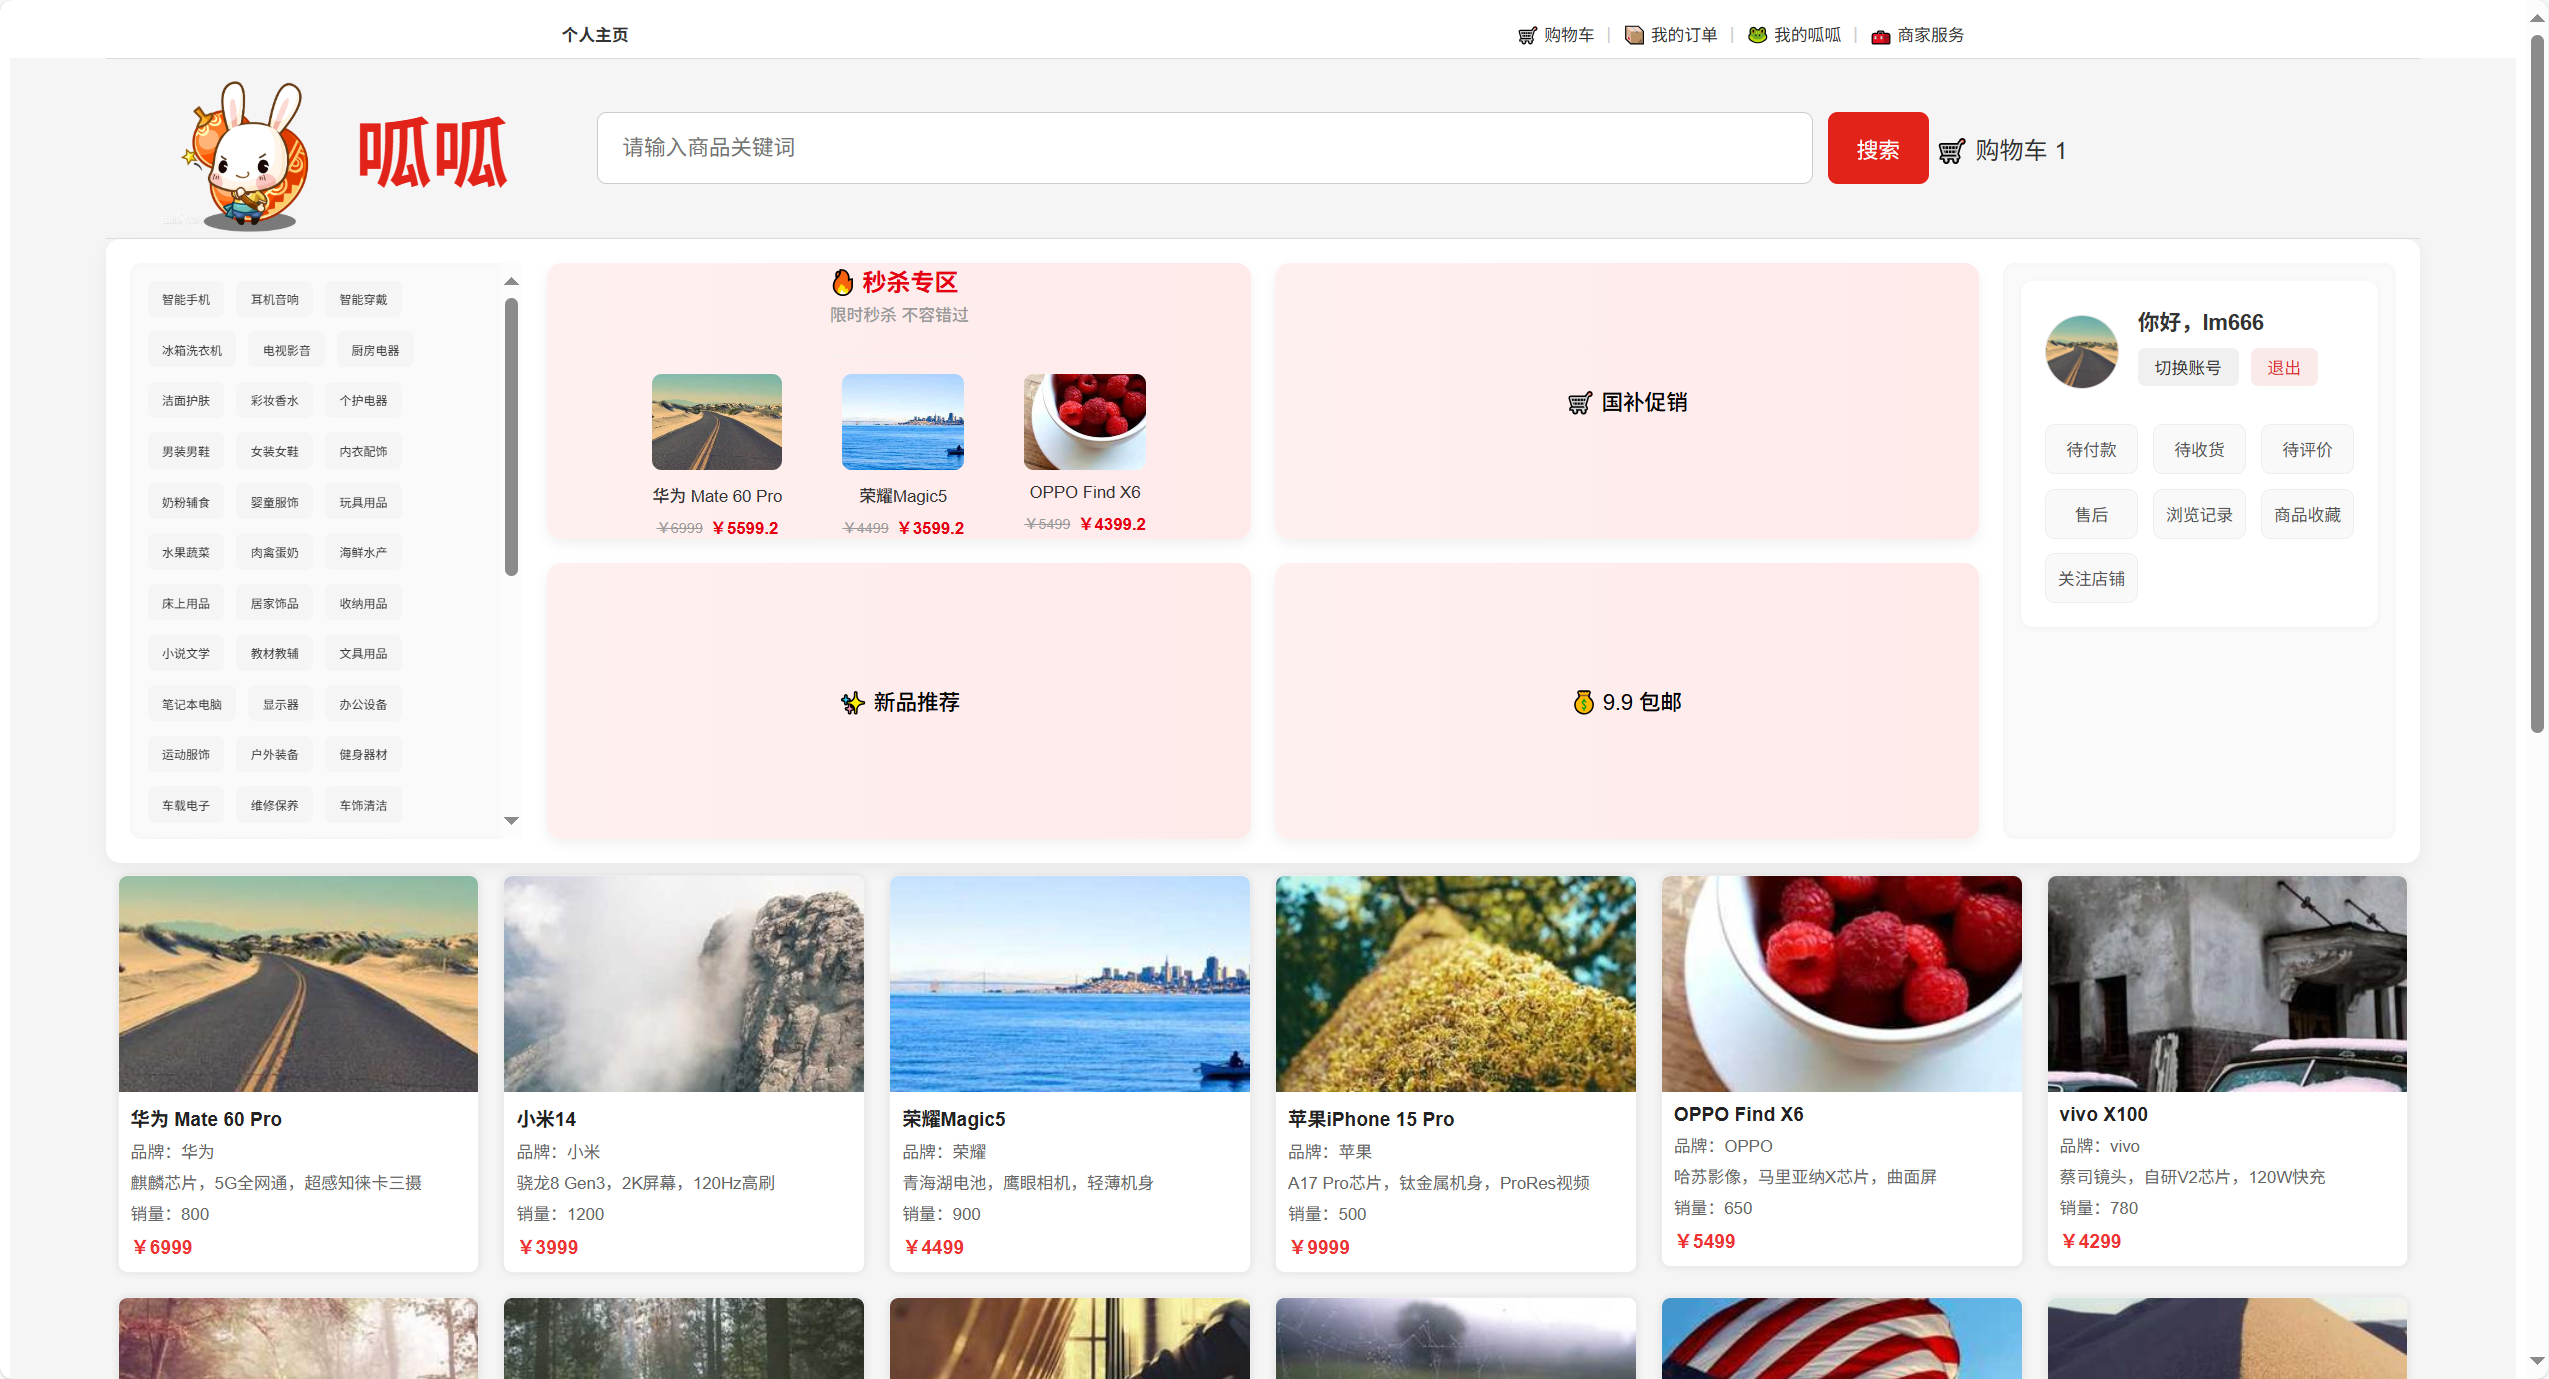 个人主页
🛒 购物车 | 📦 我的订单 | 🐸 我的呱呱 | 🧰 商家服务
呱呱
请输入商品关键词
搜索
🛒 购物车 1
智能手机 耳机音响 智能穿戴
冰箱洗衣机 电视影音 厨房电器
洁面护肤 彩妆香水 个护电器
男装男鞋 女装女鞋 内衣配饰
奶粉辅食 婴童服饰 玩具用品
水果蔬菜 肉禽蛋奶 海鲜水产
床上用品 居家饰品 收纳用品
小说文学 教材教辅 文具用品
笔记本电脑 显示器 办公设备
运动服饰 户外装备 健身器材
车载电子 维修保养 车饰清洁
🔥 秒杀专区
限时秒杀 不容错过
华为 Mate 60 Pro
¥6999 ¥5599.2
荣耀Magic5
¥4499 ¥3599.2
OPPO Find X6
¥5499 ¥4399.2
🛒 国补促销
✨ 新品推荐
💰 9.9 包邮
你好，lm666
切换账号 退出
待付款 待收货 待评价
售后 浏览记录 商品收藏
关注店铺
华为 Mate 60 Pro
品牌：华为
麒麟芯片，5G全网通，超感知徕卡三摄
销量：800
¥6999
小米14
品牌：小米
骁龙8 Gen3，2K屏幕，120Hz高刷
销量：1200
¥3999
荣耀Magic5
品牌：荣耀
青海湖电池，鹰眼相机，轻薄机身
销量：900
¥4499
苹果iPhone 15 Pro
品牌：苹果
A17 Pro芯片，钛金属机身，ProRes视频
销量：500
¥9999
OPPO Find X6
品牌：OPPO
哈苏影像，马里亚纳X芯片，曲面屏
销量：650
¥5499
vivo X100
品牌：vivo
蔡司镜头，自研V2芯片，120W快充
销量：780
¥4299